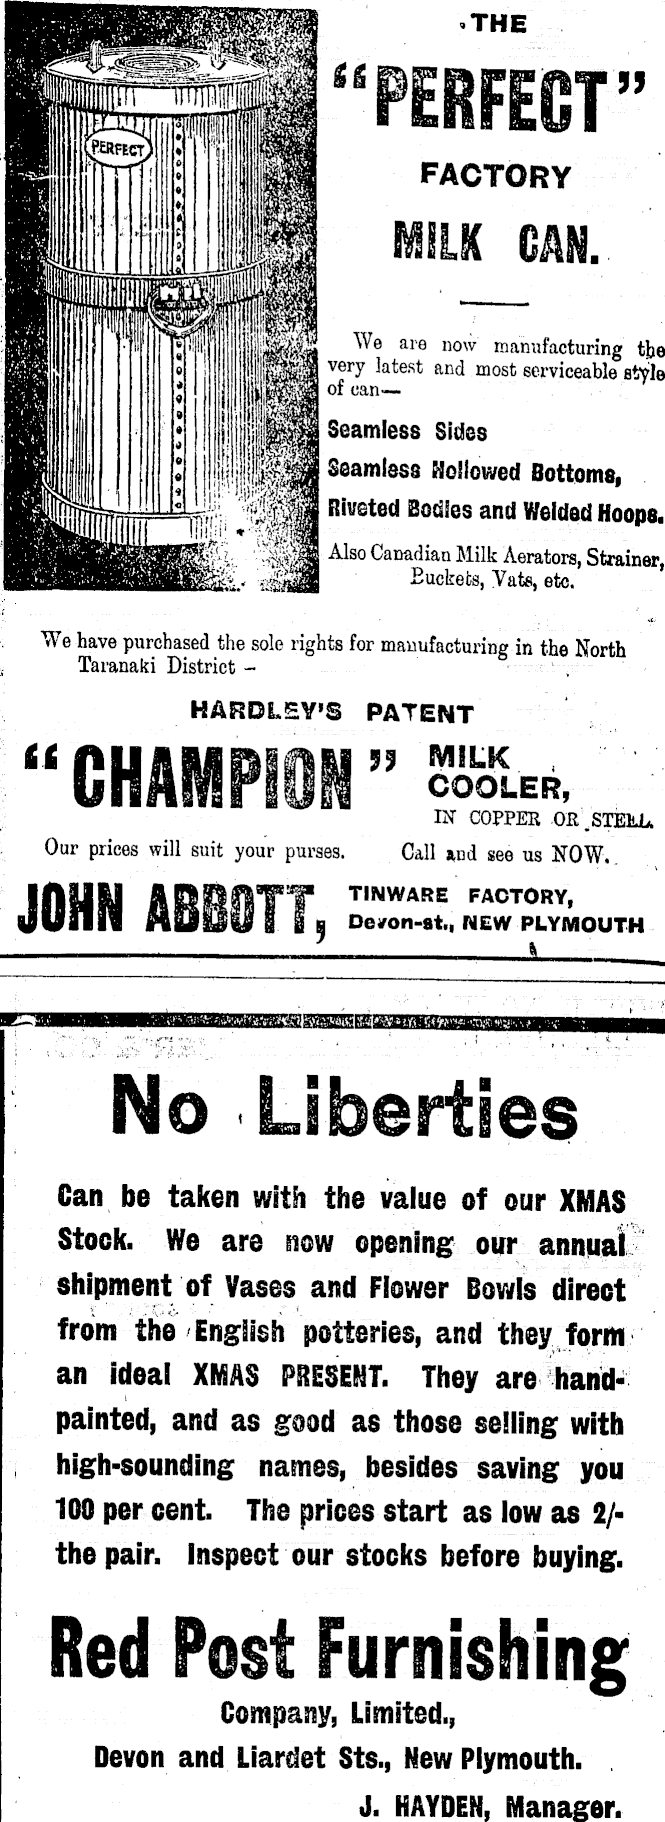 THE
"PERFECT"
FACTORY
MILK CAN.
PERFECT
We are now manufacturing the
very latest and most serviceable style
of can—
Seamless Sides
Seamless Hollowed Bottoms,
Riveted Bodies and Welded Hoops.
Also Canadian Milk Aerators, Strainer,
Buckets, Vats, etc.
We have purchased the sole rights for manufacturing in the North
Taranaki District –
HARDLEY'S PATENT
"CHAMPION" MILK
COOLER,
IN COPPER OR STEEL.
Our prices will suit your purses. Call and see us NOW.
JOHN ABBOTT, TINWARE FACTORY,
Devon-st., NEW PLYMOUTH
No Liberties
Can be taken with the value of our XMAS
Stock. We are now opening our annual
shipment of Vases and Flower Bowls direct
from the English potteries, and they form
an ideal XMAS PRESENT. They are hand-
painted, and as good as those selling with
high-sounding names, besides saving you
100 per cent. The prices start as low as 2/-
the pair. Inspect our stocks before buying.
Red Post Furnishing
Company, Limited.,
Devon and Liardet Sts., New Plymouth.
J. HAYDEN, Manager.